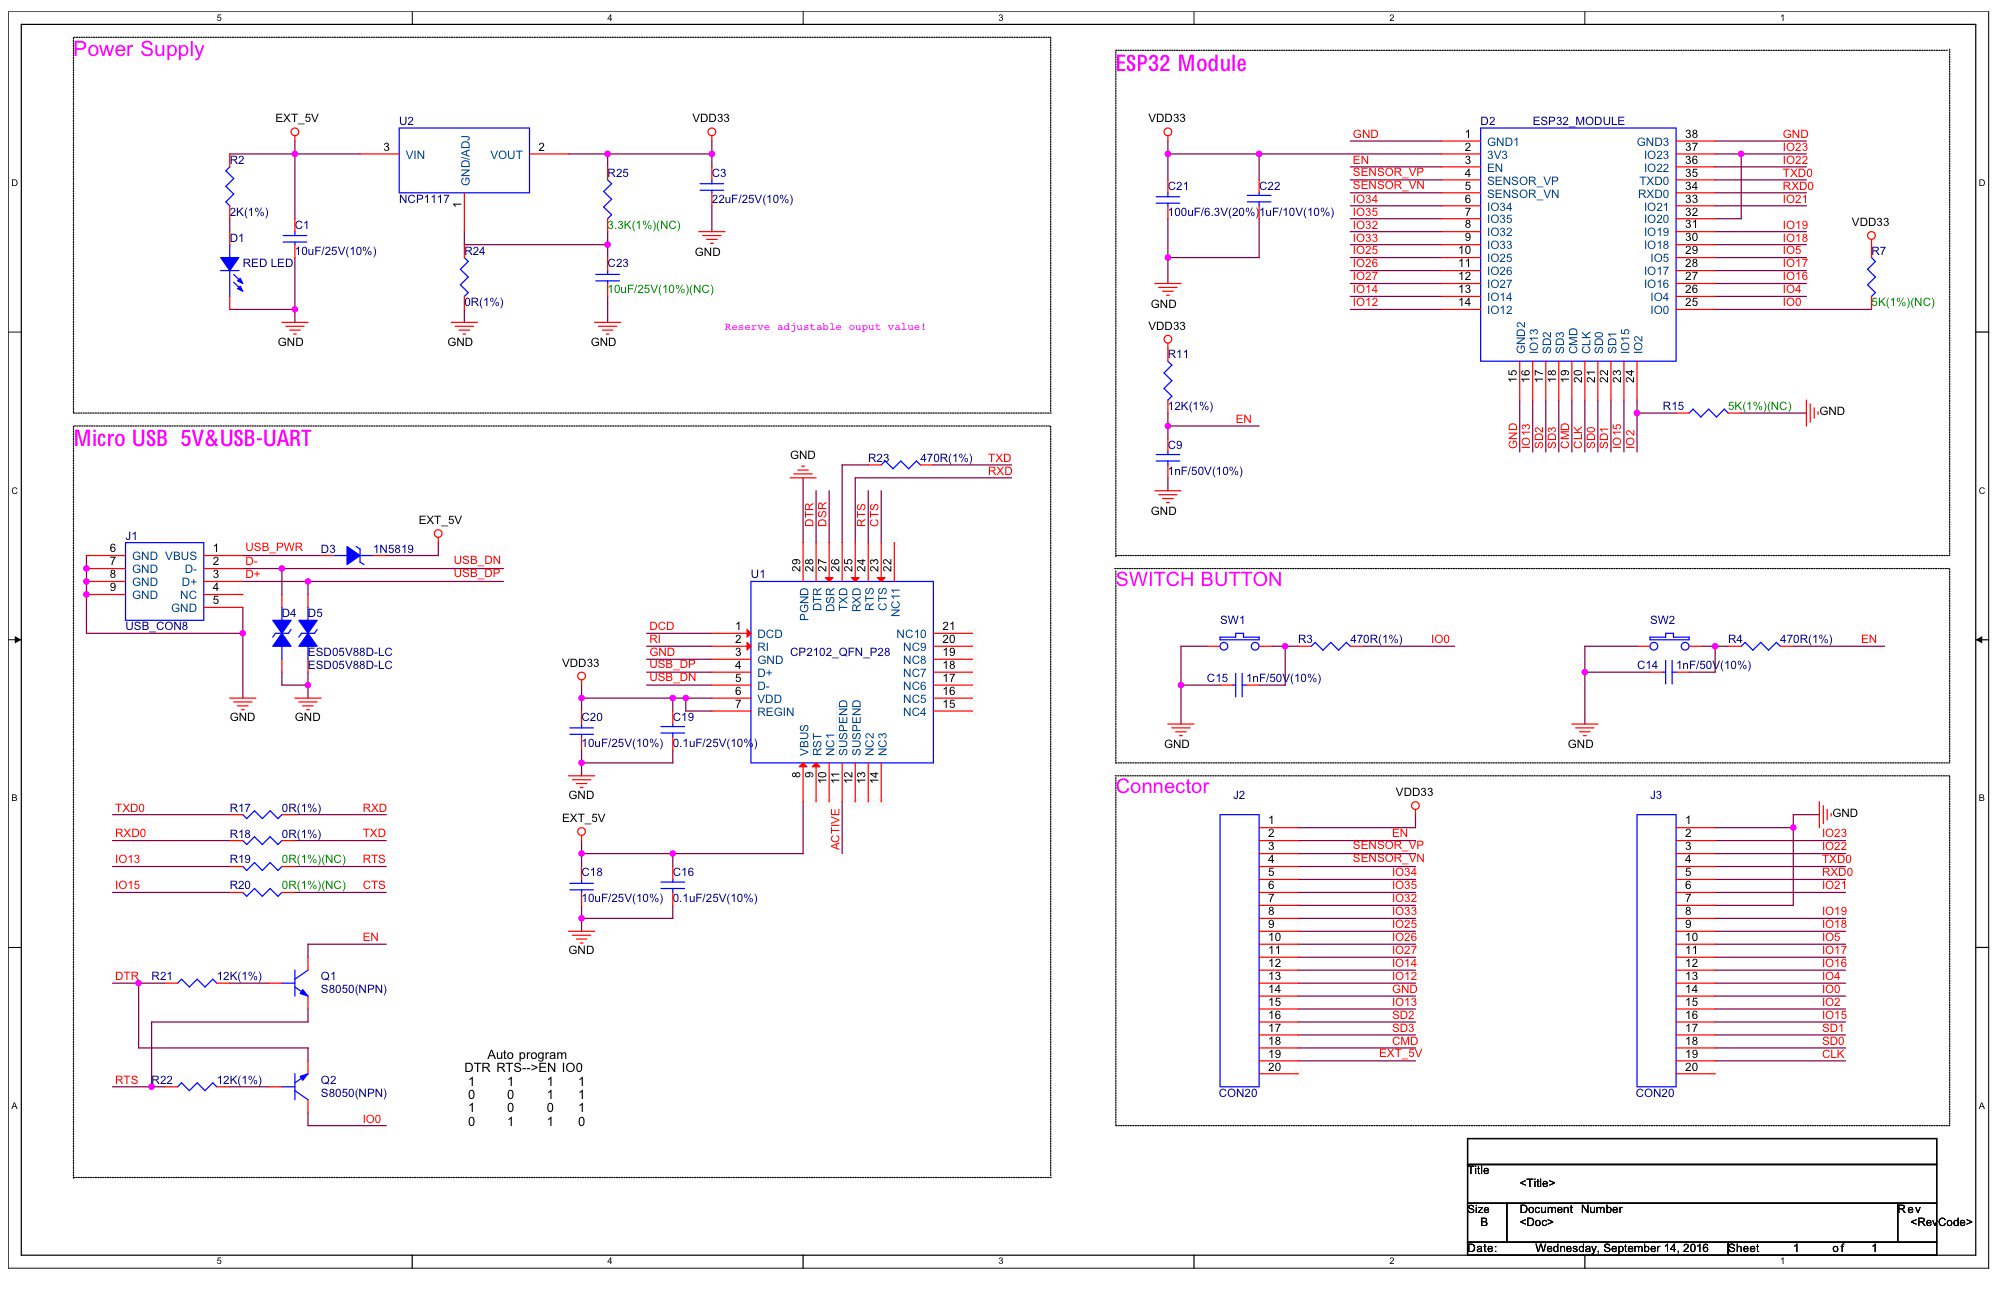 5 4 3 2 1
D
C
B
A
Power Supply
EXT_5V
R2
2K(1%)
D1
RED LED
C1
10uF/25V(10%)
GND
U2
3 VIN GND/ADJ VOUT 2
NCP1117
1
R24
0R(1%)
GND
R25
3.3K(1%)(NC)
C23
10uF/25V(10%)(NC)
GND
VDD33
C3
22uF/25V(10%)
GND
Reserve adjustable ouput value!
ESP32 Module
VDD33
C21
100uF/6.3V(20%)
C22
1uF/10V(10%)
GND
VDD33
R11
12K(1%)
EN
C9
1nF/50V(10%)
GND
D2 ESP32_MODULE
GND 1 GND1
2 3V3
EN 3 EN
SENSOR_VP 4 SENSOR_VP
SENSOR_VN 5 SENSOR_VN
IO34 6 IO34
IO35 7 IO35
IO32 8 IO32
IO33 9 IO33
IO25 10 IO25
IO26 11 IO26
IO27 12 IO27
IO14 13 IO14
IO12 14 IO12
GND3 38 GND
IO23 37 IO23
IO22 36 IO22
TXD0 35 TXD0
RXD0 34 RXD0
IO21 33 IO21
IO20 32
IO19 31 IO19
IO18 30 IO18
IO5 29 IO5
IO17 28 IO17
IO16 27 IO16
IO4 26 IO4
IO0 25 IO0
GND2 15 GND
IO13 16 IO13
SD2 17 SD2
SD3 18 SD3
CMD 19 CMD
CLK 20 CLK
SD0 21 SD0
SD1 22 SD1
IO15 23 IO15
IO2 24 IO2
VDD33
R7
5K(1%)(NC)
R15 5K(1%)(NC) GND
Micro USB 5V&USB-UART
J1
6 GND VBUS 1 USB_PWR
7 GND D- 2 D-
8 GND D+ 3 D+
9 GND NC 4
GND 5
USB_CON8
GND
D3 1N5819
EXT_5V
USB_DN
USB_DP
D4 D5
ESD05V88D-LC
ESD05V88D-LC
GND
GND
R23 470R(1%) TXD
RXD
DTR
DSR
RTS
CTS
U1
CP2102_QFN_P28
29 PGND
28 DTR
27 DSR
26 TXD
25 RXD
24 RTS
23 CTS
22 NC11
DCD 1 DCD
RI 2 RI
GND 3 GND
USB_DP 4 D+
USB_DN 5 D-
6 VDD
7 REGIN
NC10 21
NC9 20
NC8 19
NC7 18
NC6 17
NC5 16
NC4 15
VBUS 8
RST 9
NC1 10
SUSPEND 11
SUSPEND 12
NC2 13
NC3 14
ACTIVE
VDD33
C20
10uF/25V(10%)
C19
0.1uF/25V(10%)
GND
EXT_5V
C18
10uF/25V(10%)
C16
0.1uF/25V(10%)
GND
TXD0 R17 0R(1%) RXD
RXD0 R18 0R(1%) TXD
IO13 R19 0R(1%)(NC) RTS
IO15 R20 0R(1%)(NC) CTS
EN
DTR R21 12K(1%) Q1
S8050(NPN)
RTS R22 12K(1%) Q2
S8050(NPN)
IO0
Auto program
DTR RTS-->EN IO0
1 1 1 1
0 0 1 1
1 0 0 1
0 1 1 0
SWITCH BUTTON
SW1
R3 470R(1%) IO0
C15 1nF/50V(10%)
GND
SW2
R4 470R(1%) EN
C14 1nF/50V(10%)
GND
Connector
J2
VDD33
1
2 EN
3 SENSOR_VP
4 SENSOR_VN
5 IO34
6 IO35
7 IO32
8 IO33
9 IO25
10 IO26
11 IO27
12 IO14
13 IO12
14 GND
15 IO13
16 SD2
17 SD3
18 CMD
19 EXT_5V
20
CON20
J3
GND
1
2 IO23
3 IO22
4 TXD0
5 RXD0
6 IO21
7
8 IO19
9 IO18
10 IO5
11 IO17
12 IO16
13 IO4
14 IO0
15 IO2
16 IO15
17 SD1
18 SD0
19 CLK
20
CON20
Title
<Title>
Size
B
Document Number
<Doc>
Rev
<RevCode>
Date: Wednesday, September 14, 2016 Sheet 1 of 1
D
C
B
A
5 4 3 2 1